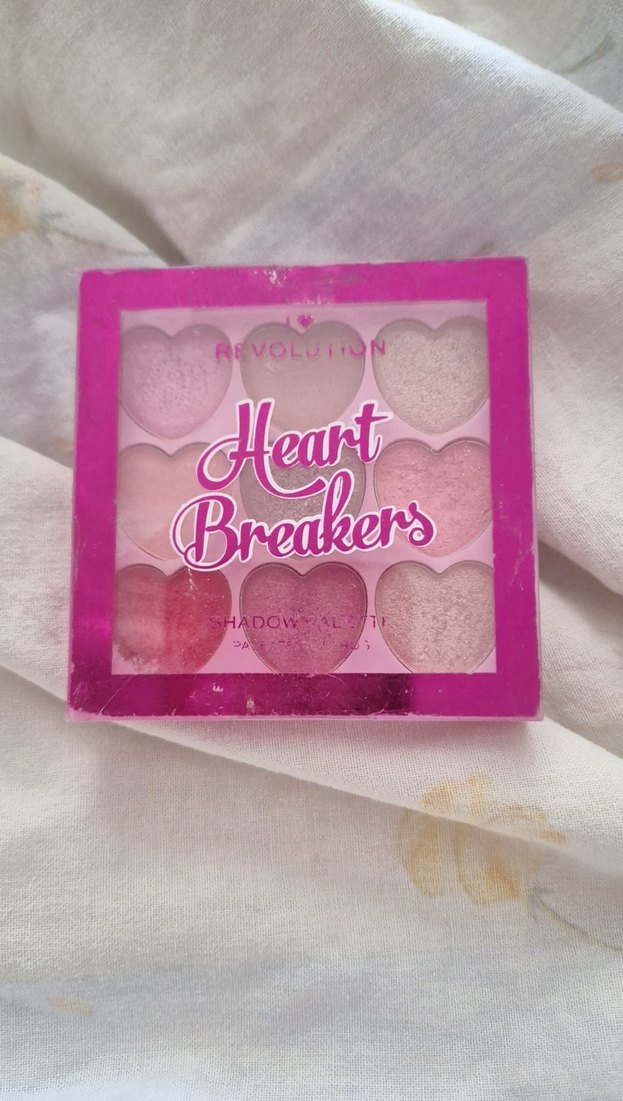 I ♥
REVOLUTION
Heart
Breakers
SHADOW PALETTE